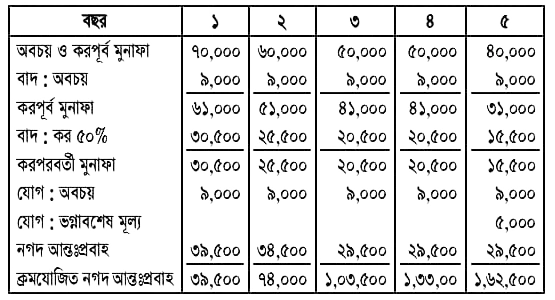 বছর ১ ২ ৩ ৪ ৫
অবচয় ও করপূর্ব মুনাফা ৭০,০০০ ৬০,০০০ ৫০,০০০ ৫০,০০০ ৪০,০০০
বাদ : অবচয় ৯,০০০ ৯,০০০ ৯,০০০ ৯,০০০ ৯,০০০
করপূর্ব মুনাফা ৬১,০০০ ৫১,০০০ ৪১,০০০ ৪১,০০০ ৩১,০০০
বাদ : কর ৫০% ৩০,৫০০ ২৫,৫০০ ২০,৫০০ ২০,৫০০ ১৫,৫০০
করপরবর্তী মুনাফা ৩০,৫০০ ২৫,৫০০ ২০,৫০০ ২০,৫০০ ১৫,৫০০
যোগ : অবচয় ৯,০০০ ৯,০০০ ৯,০০০ ৯,০০০ ৯,০০০
যোগ : ভগ্নাবশেষ মূল্য ৫,০০০
নগদ আন্তঃপ্রবাহ ৩৯,৫০০ ৩৪,৫০০ ২৯,৫০০ ২৯,৫০০ ২৯,৫০০
ক্রমযোজিত নগদ আন্তঃপ্রবাহ ৩৯,৫০০ ৭৪,০০০ ১,০৩,৫০০ ১,৩৩,০০ ১,৬২,৫০০